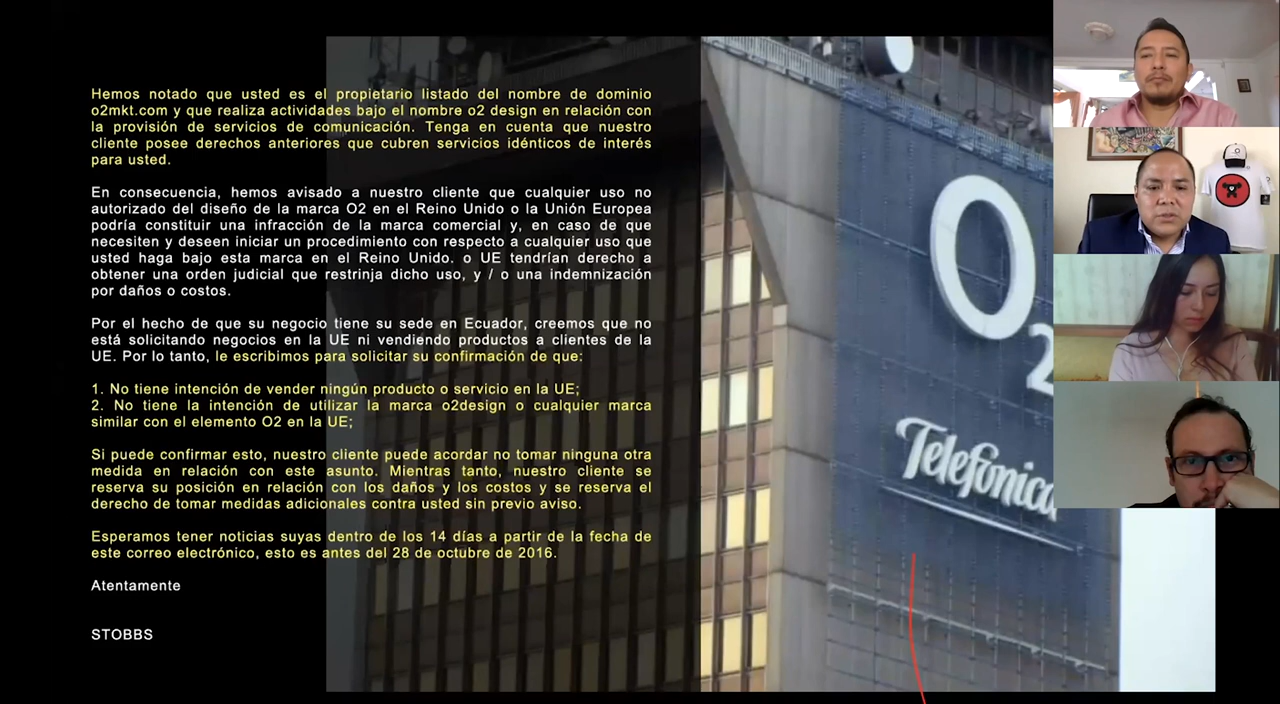 Hemos notado que usted es el propietario listado del nombre de dominio
o2mkt.com y que realiza actividades bajo el nombre o2 design en relación con
la provisión de servicios de comunicación. Tenga en cuenta que nuestro
cliente posee derechos anteriores que cubren servicios idénticos de interés
para usted.
En consecuencia, hemos avisado a nuestro cliente que cualquier uso no
autorizado del diseño de la marca O2 en el Reino Unido o la Unión Europea
podría constituir una infracción de la marca comercial y, en caso de que
necesiten y deseen iniciar un procedimiento con respecto a cualquier uso que
usted haga bajo esta marca en el Reino Unido. o UE tendrían derecho a
obtener una orden judicial que restrinja dicho uso, y / o una indemnización
por daños o costos.
Por el hecho de que su negocio tiene su sede en Ecuador, creemos que no
está solicitando negocios en la UE ni vendiendo productos a clientes de la
UE. Por lo tanto, le escribimos para solicitar su confirmación de que:
1. No tiene intención de vender ningún producto o servicio en la UE;
2. No tiene la intención de utilizar la marca o2design o cualquier marca
similar con el elemento O2 en la UE;
Si puede confirmar esto, nuestro cliente puede acordar no tomar ninguna otra
medida en relación con este asunto. Mientras tanto, nuestro cliente se
reserva su posición en relación con los daños y los costos y se reserva el
derecho de tomar medidas adicionales contra usted sin previo aviso.
Esperamos tener noticias suyas dentro de los 14 días a partir de la fecha de
este correo electrónico, esto es antes del 28 de octubre de 2016.
Atentamente
STOBBS
O2
Telefónica